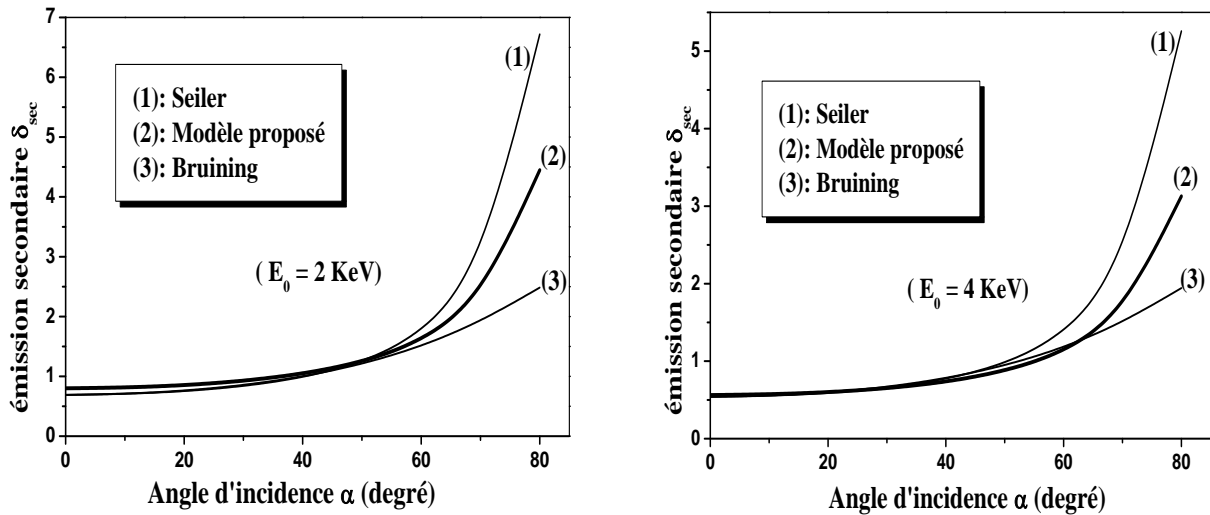 7
6
5
4
3
2
1
0
émission secondaire δsec
(1): Seiler
(2): Modèle proposé
(3): Bruining
( E0 = 2 KeV)
(1)
(2)
(3)
0 20 40 60 80
Angle d'incidence α (degré)
5
4
3
2
1
0
émission secondaire δsec
(1): Seiler
(2): Modèle proposé
(3): Bruining
( E0 = 4 KeV)
(1)
(2)
(3)
0 20 40 60 80
Angle d'incidence α (degré)